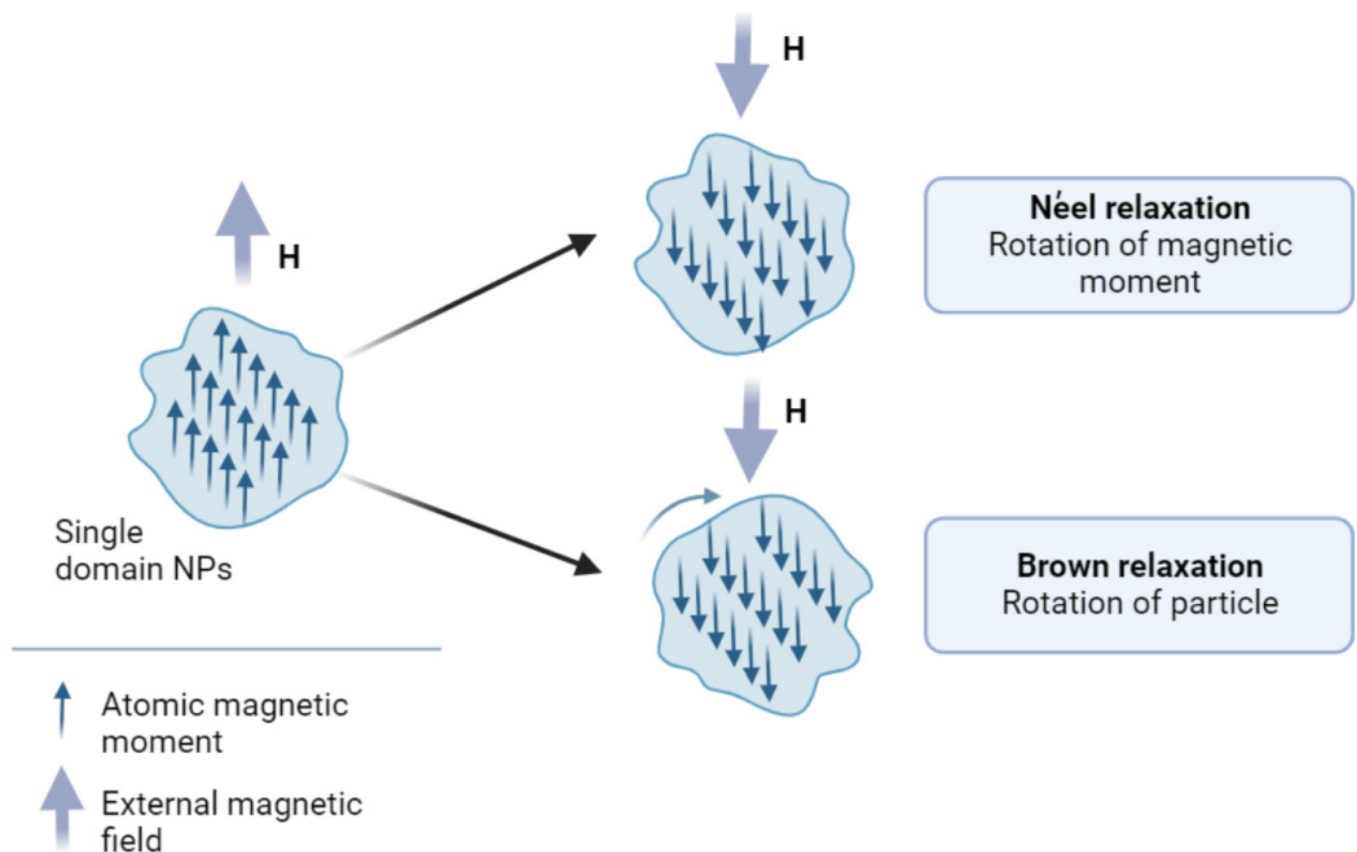 H
H
Néel relaxation
Rotation of magnetic
moment
H
Single
domain NPs
Brown relaxation
Rotation of particle
Atomic magnetic
moment
External magnetic
field